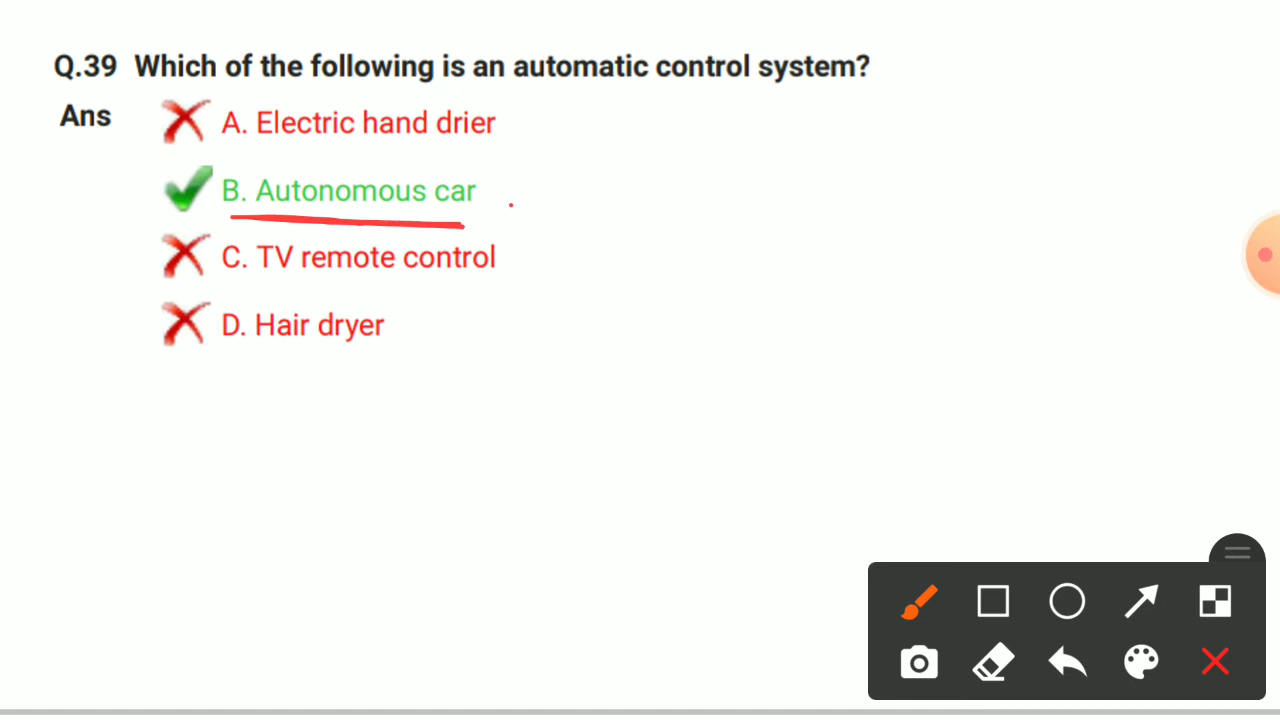 Q.39 Which of the following is an automatic control system?
Ans A. Electric hand drier
B. Autonomous car
C. TV remote control
D. Hair dryer